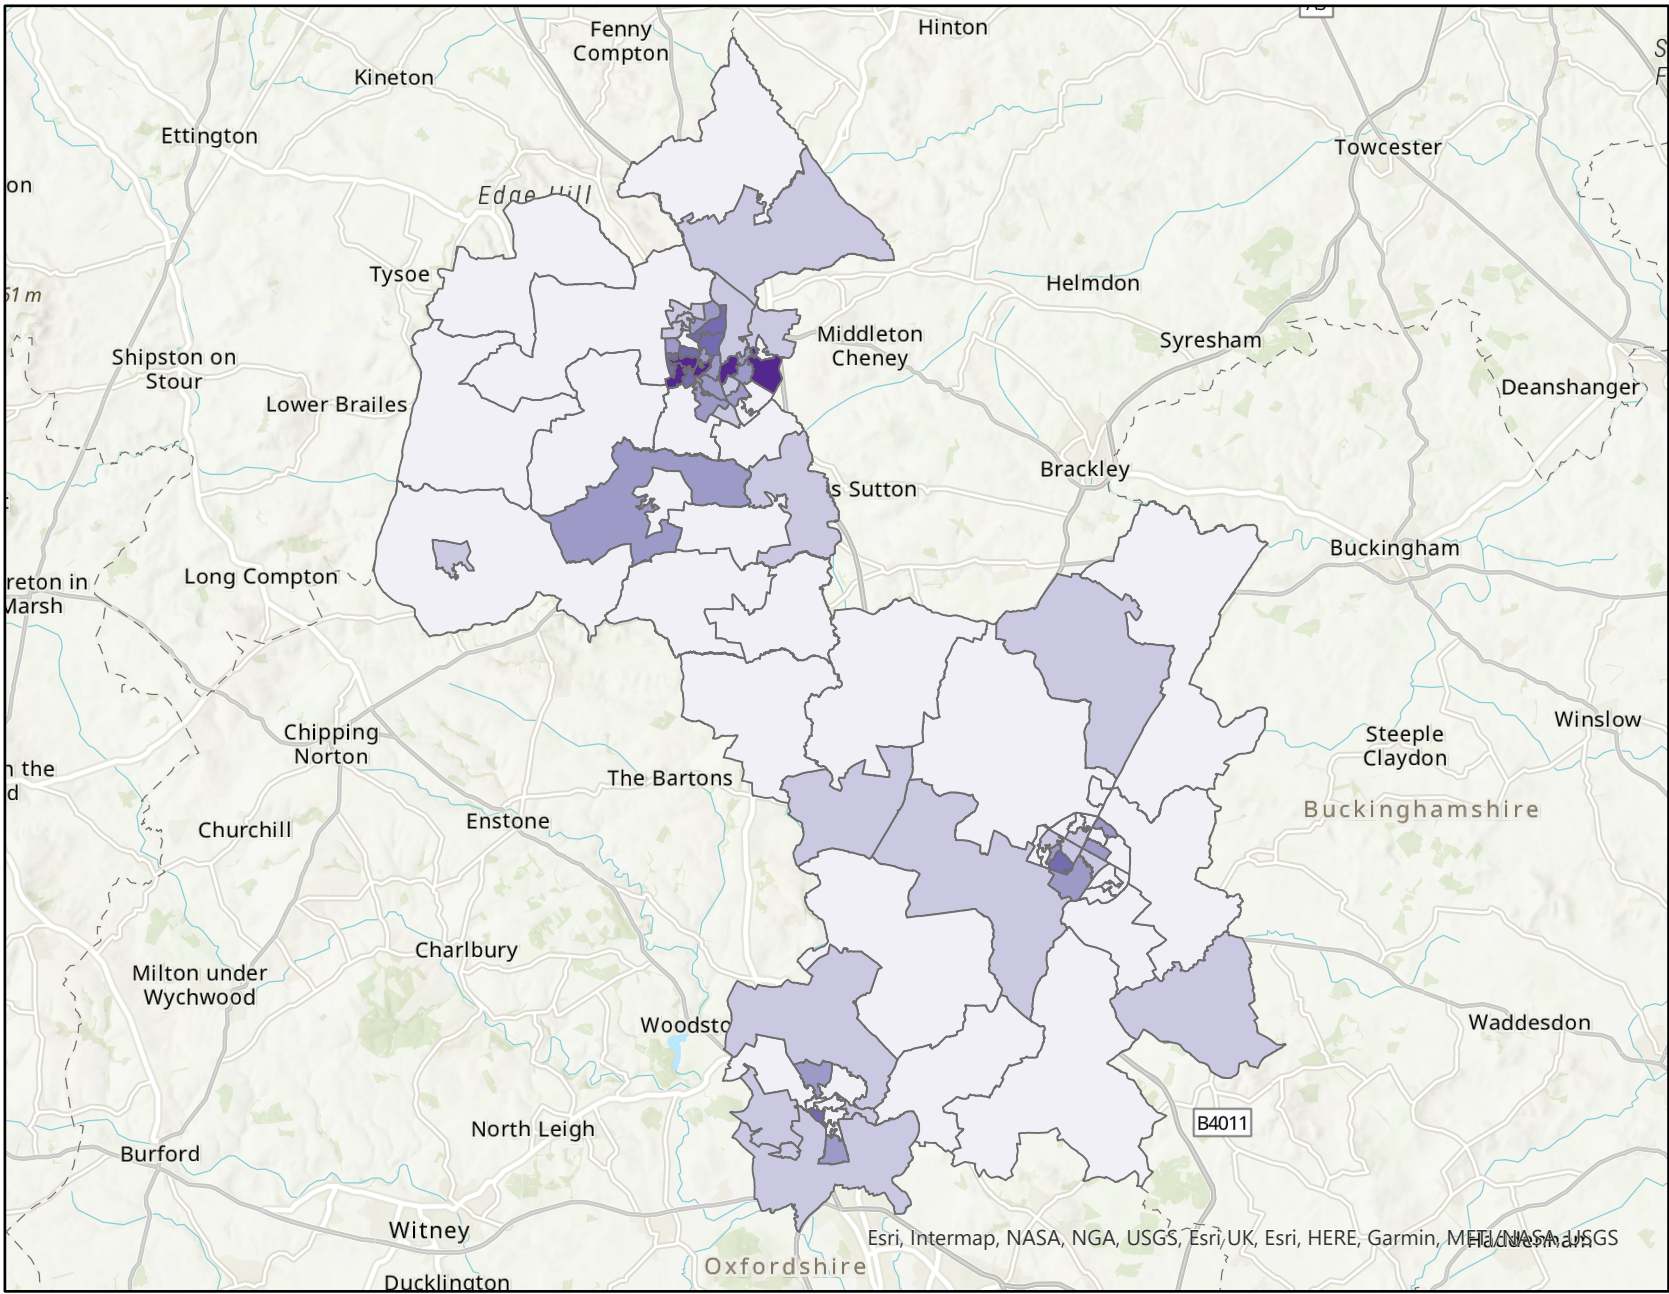 Fenny
Compton
Hinton
Kineton
Ettington
Towcester
on
Edge Hill
Tysoe
Helmdon
51 m
Middleton
Cheney
Syresham
Shipston on
Stour
Deanshanger
Lower Brailes
Brackley
s Sutton
Buckingham
reton in
Marsh
Long Compton
Winslow
Chipping
Norton
Steeple
Claydon
n the
d
The Bartons
Buckinghamshire
Churchill
Enstone
Charlbury
Milton under
Wychwood
Woodsto
Waddesdon
B4011
North Leigh
Burford
Witney
Esri, Intermap, NASA, NGA, USGS, Esri UK, Esri, HERE, Garmin, METI/NASA, USGS
Haddenham
Oxfordshire
Ducklington